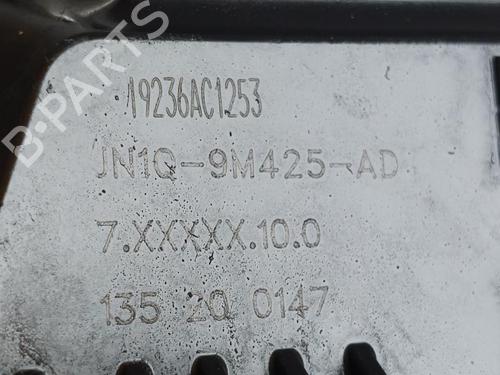 B-PARTS
19236AC1253
JN1Q-9M425-AD
7.XXXXX.10.0
135 20 0147